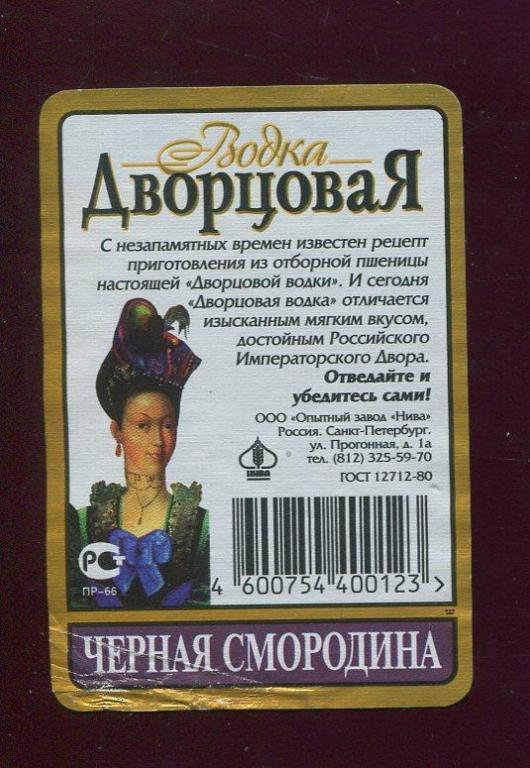 Водка
ДворцоваЯ
С незапамятных времен известен рецепт
приготовления из отборной пшеницы
настоящей «Дворцовой водки». И сегодня
«Дворцовая водка» отличается
изысканным мягким вкусом,
достойным Российского
Императорского Двора.
Отведайте и
убедитесь сами!
ООО «Опытный завод «Нива»
Россия. Санкт-Петербург.
ул. Прогонная, д. 1а
тел. (812) 325-59-70
НИВА
ГОСТ 12712-80
РСТ
ПР-66
4 600754 400123 >
ЧЕРНАЯ СМОРОДИНА